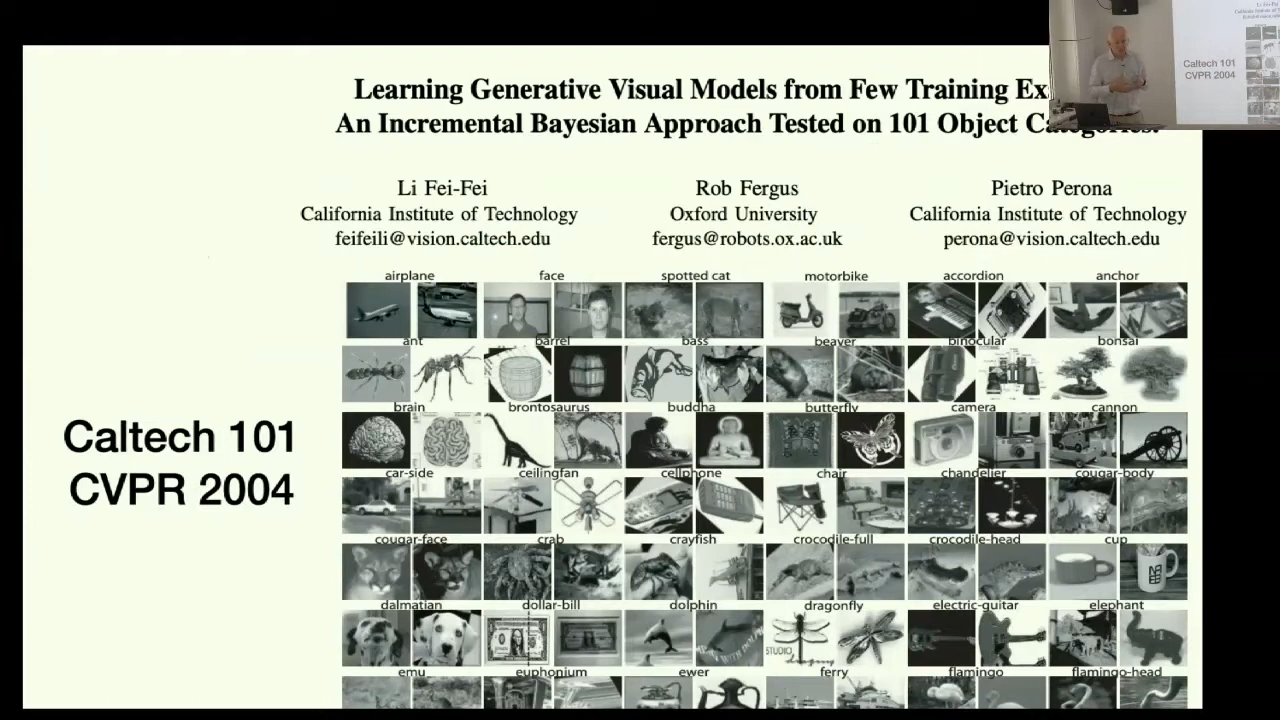 Learning Generative Visual Models from Few Training
An Incremental Bayesian Approach Tested on 101 Object
Li Fei-Fei
California Institute of Technology
feifeili@vision.caltech.edu
Rob Fergus
Oxford University
fergus@robots.ox.ac.uk
Pietro Perona
California Institute of Technology
perona@vision.caltech.edu
Caltech 101
CVPR 2004
airplane face spotted cat motorbike accordion anchor
ant barrel bass beaver binocular bonsai
brain brontosaurus buddha butterfly camera cannon
car-side ceilingfan cellphone chair chandelier cougar-body
cougar-face crab crayfish crocodile-full crocodile-head cup
dalmatian dollar-bill dolphin dragonfly electric-guitar elephant
STUDIO
emu euphonium ewer ferry flamingo flamingo-head
Li Fei-Fei
Caltech 101
CVPR 2004